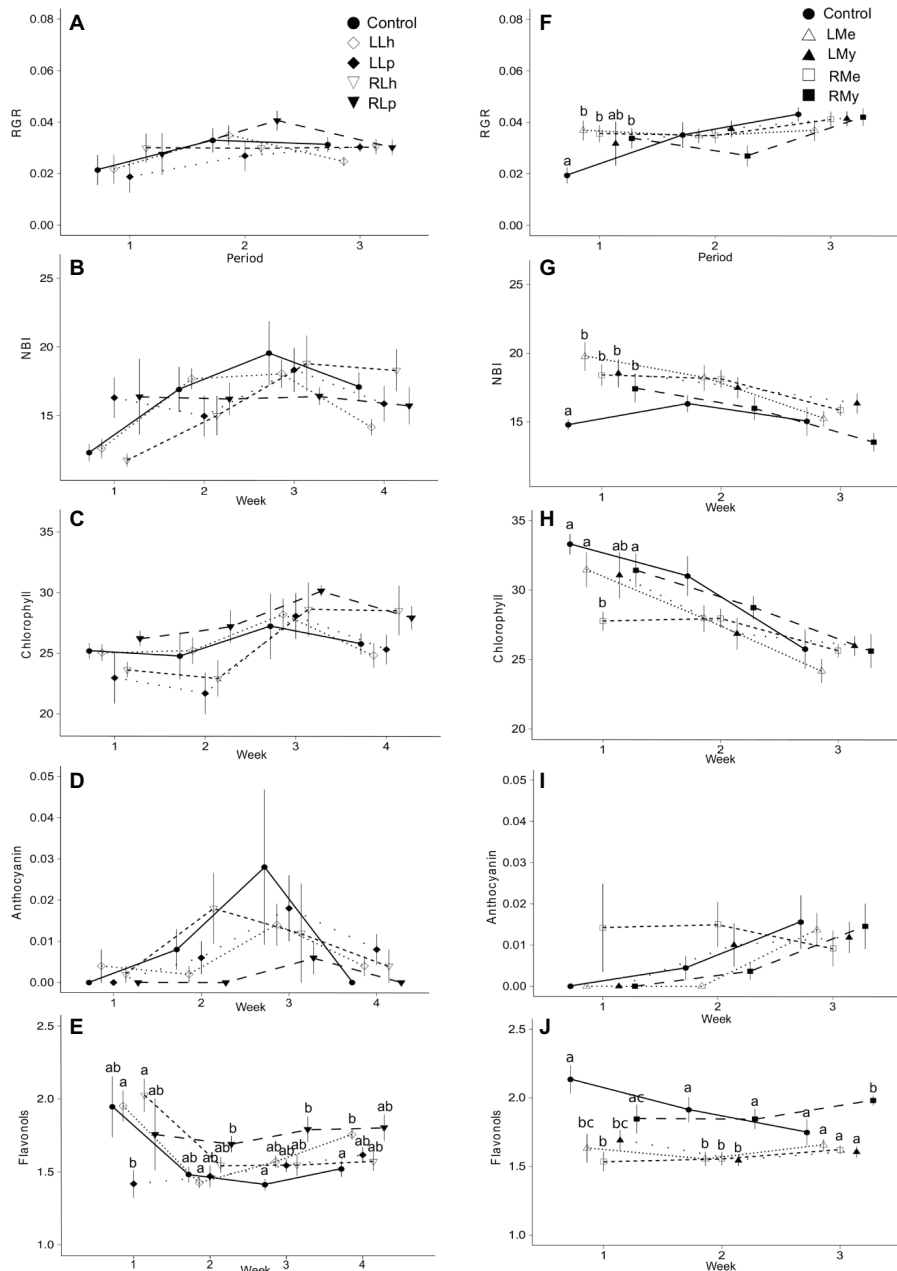 A
Control
LLh
LLp
RLh
RLp
0.08
0.06
0.04
0.02
0.00
RGR
1 2 3
Period
B
25
20
15
NBI
1 2 3 4
Week
C
35
30
25
20
Chlorophyll
1 2 3 4
Week
D
0.05
0.04
0.03
0.02
0.01
0.00
Anthocyanin
1 2 3 4
Week
E
2.5
2.0
1.5
1.0
Flavonols
ab a a
ab
b
b b b ab
ab ab ab ab ab ab
a a a
1 2 3 4
Week
F
Control
LMe
LMy
RMe
RMy
0.08
0.06
0.04
0.02
0.00
RGR
b b ab b
a
1 2 3
Period
G
25
20
15
NBI
b b b b
a
1 2 3
Week
H
35
30
25
20
Chlorophyll
a a ab a
b
1 2 3
Week
I
0.05
0.04
0.03
0.02
0.01
0.00
Anthocyanin
1 2 3
Week
J
2.5
2.0
1.5
1.0
Flavonols
a
ac a a b
bc b bc b b b
a a a
1 2 3
Week